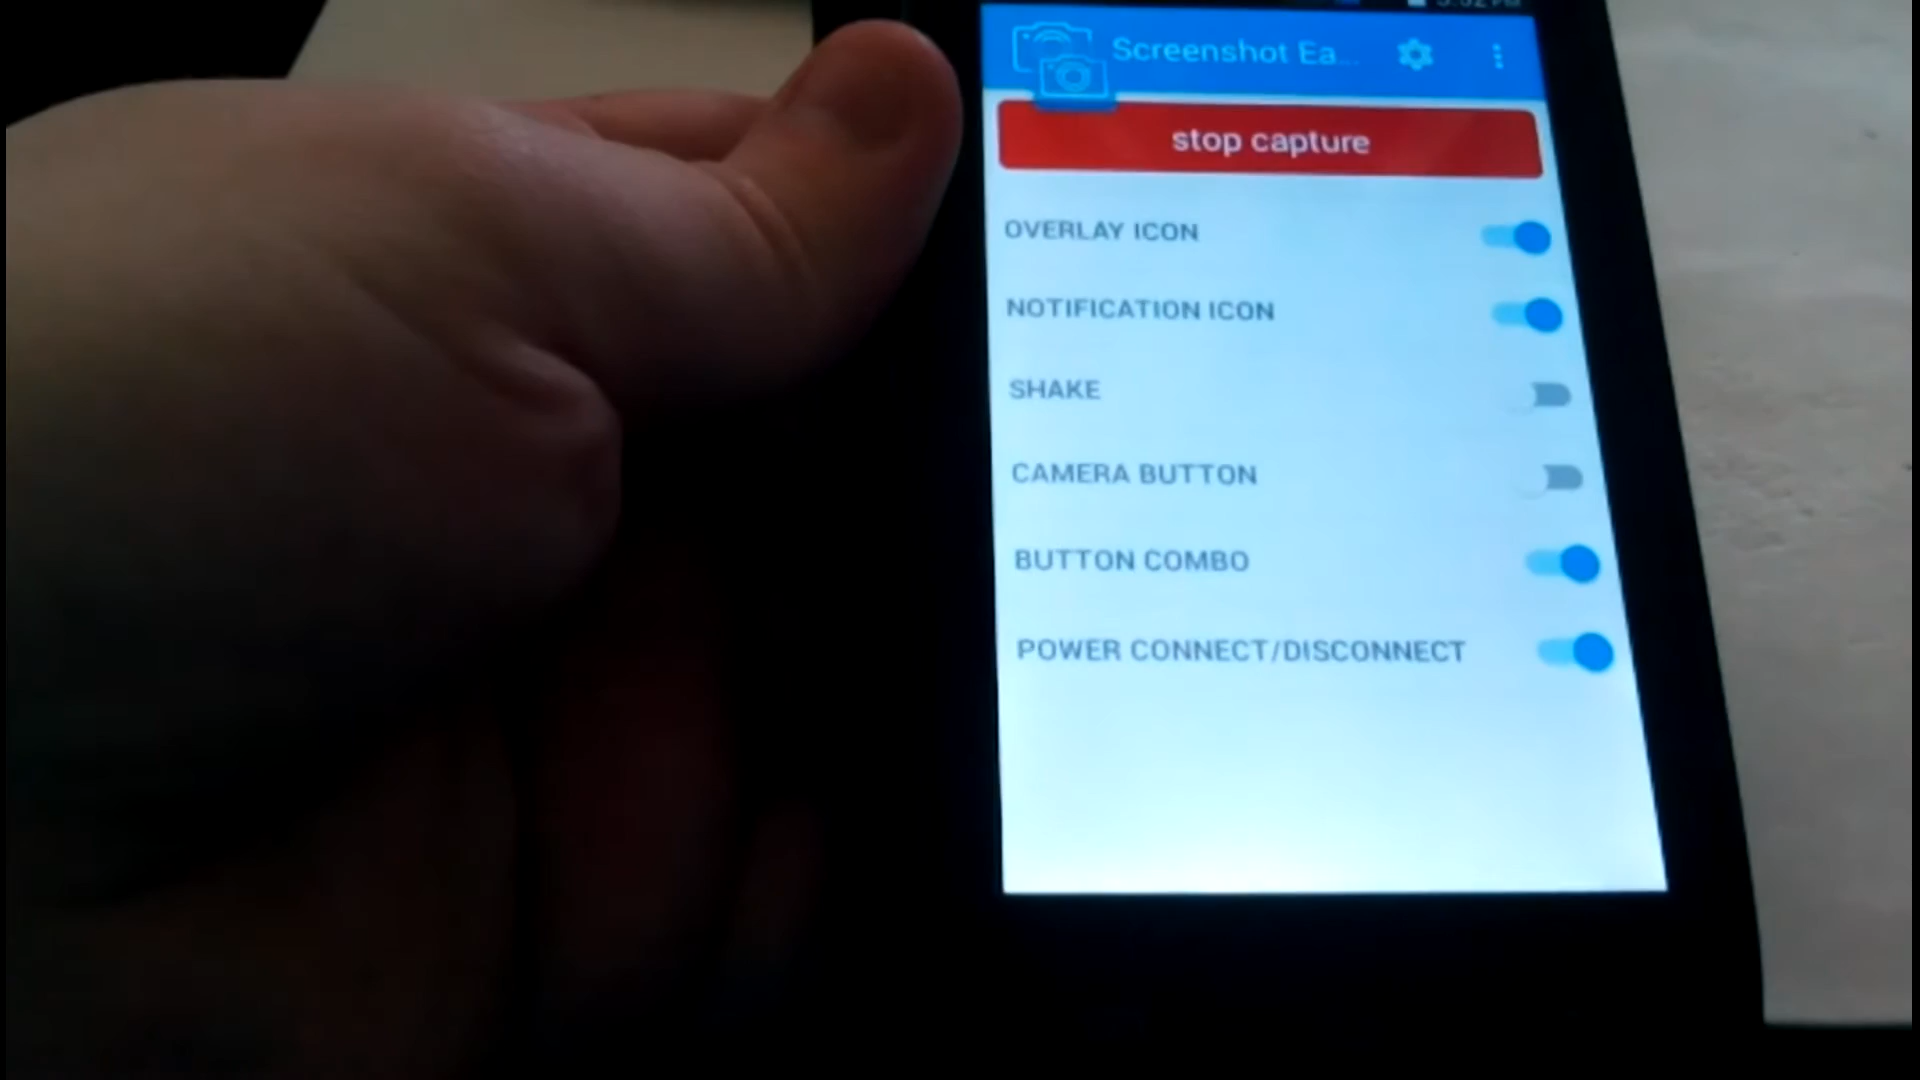 Screenshot Ea...
stop capture
OVERLAY ICON
NOTIFICATION ICON
SHAKE
CAMERA BUTTON
BUTTON COMBO
POWER CONNECT/DISCONNECT